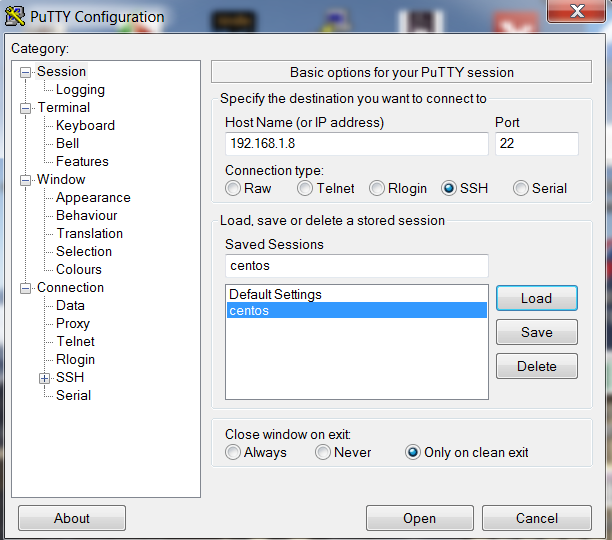 PuTTY Configuration
Category:
Session
Logging
Terminal
Keyboard
Bell
Features
Window
Appearance
Behaviour
Translation
Selection
Colours
Connection
Data
Proxy
Telnet
Rlogin
SSH
Serial
Basic options for your PuTTY session
Specify the destination you want to connect to
Host Name (or IP address) Port
192.168.1.8 22
Connection type:
Raw Telnet Rlogin SSH Serial
Load, save or delete a stored session
Saved Sessions
centos
Default Settings
centos
Load
Save
Delete
Close window on exit:
Always Never Only on clean exit
About Open Cancel